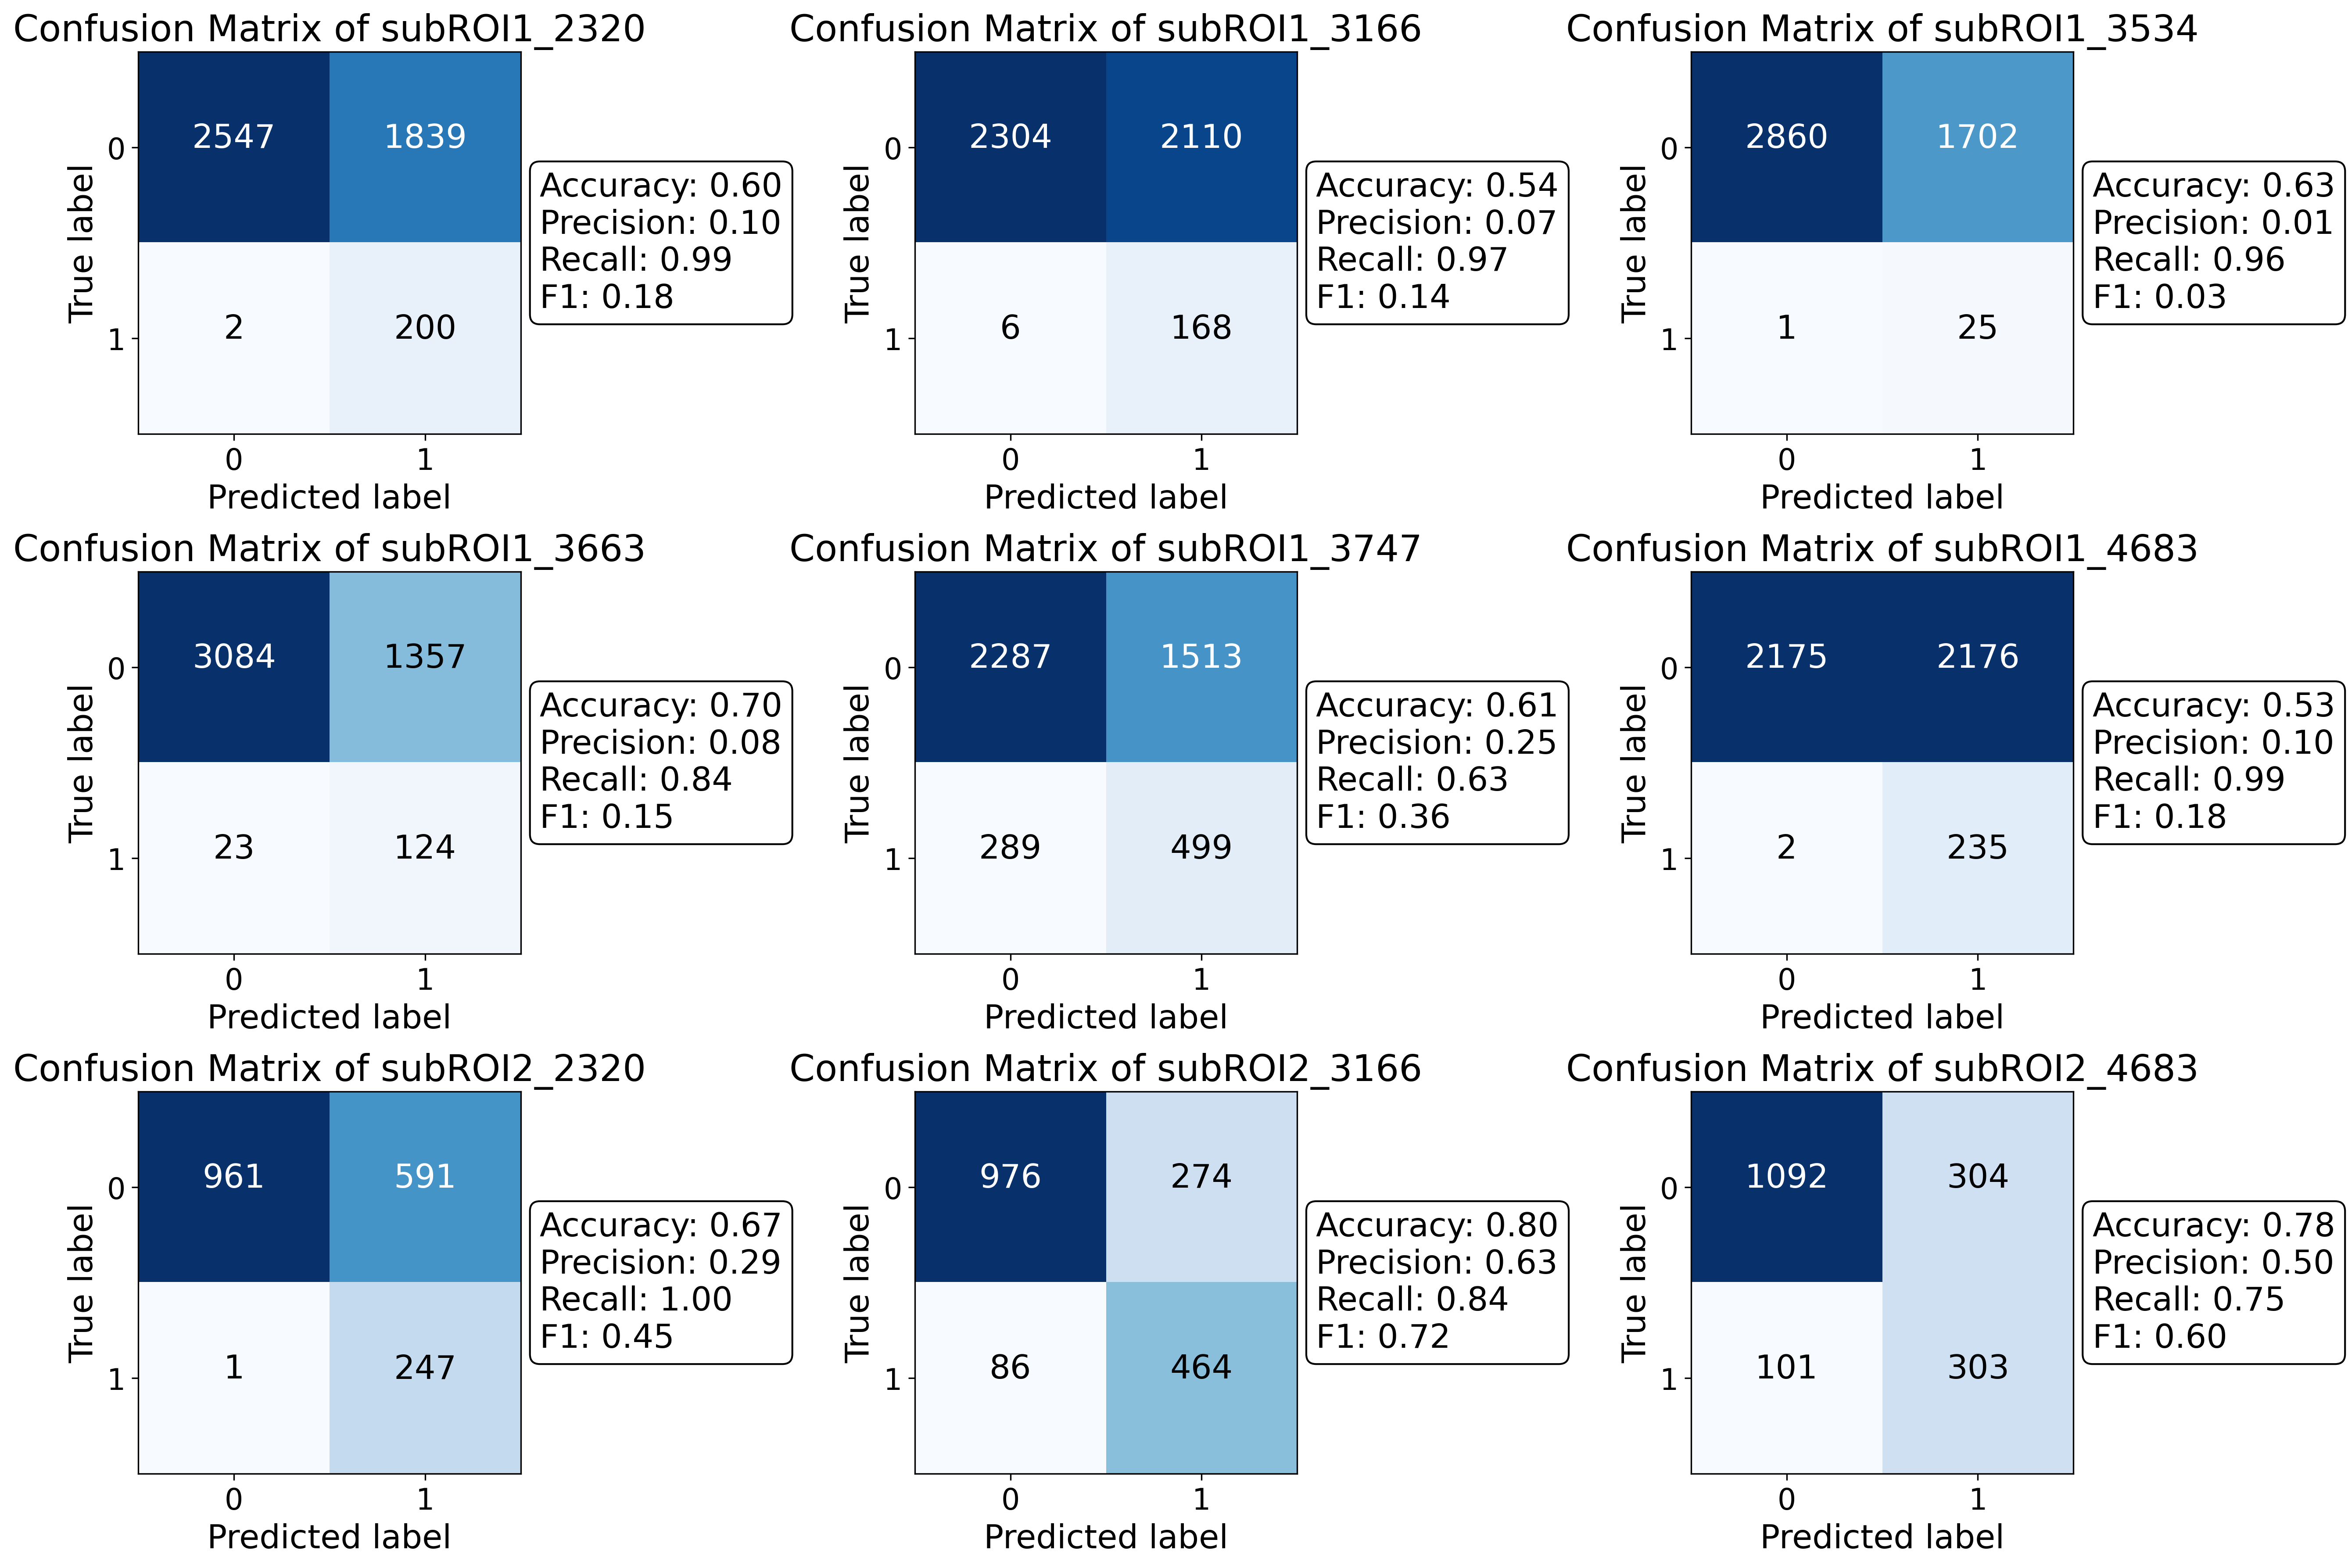 Confusion Matrix of subROI1_2320
True label
0
1
2547
1839
2
200
0
1
Predicted label
Accuracy: 0.60
Precision: 0.10
Recall: 0.99
F1: 0.18
Confusion Matrix of subROI1_3166
True label
0
1
2304
2110
6
168
0
1
Predicted label
Accuracy: 0.54
Precision: 0.07
Recall: 0.97
F1: 0.14
Confusion Matrix of subROI1_3534
True label
0
1
2860
1702
1
25
0
1
Predicted label
Accuracy: 0.63
Precision: 0.01
Recall: 0.96
F1: 0.03
Confusion Matrix of subROI1_3663
True label
0
1
3084
1357
23
124
0
1
Predicted label
Accuracy: 0.70
Precision: 0.08
Recall: 0.84
F1: 0.15
Confusion Matrix of subROI1_3747
True label
0
1
2287
1513
289
499
0
1
Predicted label
Accuracy: 0.61
Precision: 0.25
Recall: 0.63
F1: 0.36
Confusion Matrix of subROI1_4683
True label
0
1
2175
2176
2
235
0
1
Predicted label
Accuracy: 0.53
Precision: 0.10
Recall: 0.99
F1: 0.18
Confusion Matrix of subROI2_2320
True label
0
1
961
591
1
247
0
1
Predicted label
Accuracy: 0.67
Precision: 0.29
Recall: 1.00
F1: 0.45
Confusion Matrix of subROI2_3166
True label
0
1
976
274
86
464
0
1
Predicted label
Accuracy: 0.80
Precision: 0.63
Recall: 0.84
F1: 0.72
Confusion Matrix of subROI2_4683
True label
0
1
1092
304
101
303
0
1
Predicted label
Accuracy: 0.78
Precision: 0.50
Recall: 0.75
F1: 0.60